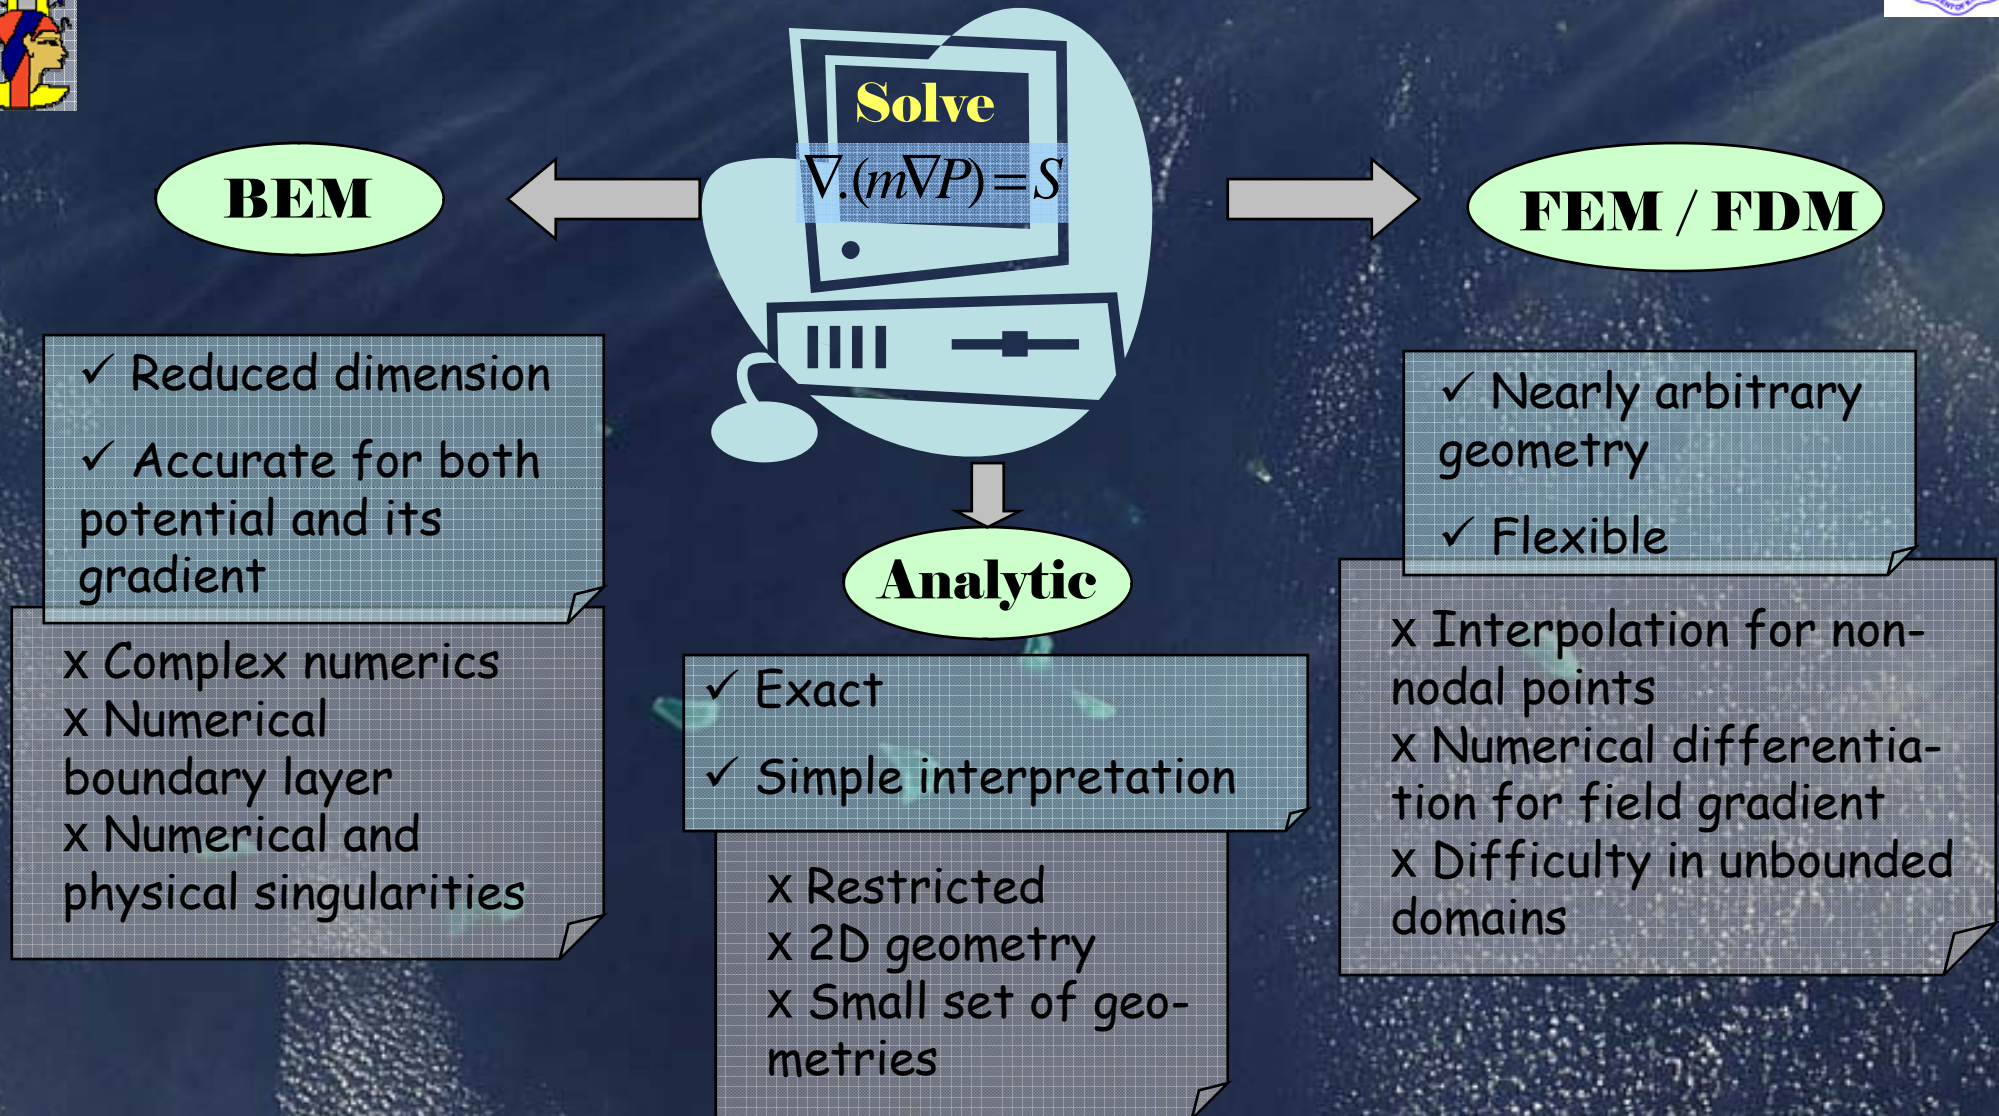 Solve
∇.(m∇P)=S
BEM
✓ Reduced dimension
✓ Accurate for both
potential and its
gradient
x Complex numerics
x Numerical
boundary layer
x Numerical and
physical singularities
Analytic
✓ Exact
✓ Simple interpretation
x Restricted
x 2D geometry
x Small set of geo-
metries
FEM / FDM
✓ Nearly arbitrary
geometry
✓ Flexible
x Interpolation for non-
nodal points
x Numerical differentia-
tion for field gradient
x Difficulty in unbounded
domains